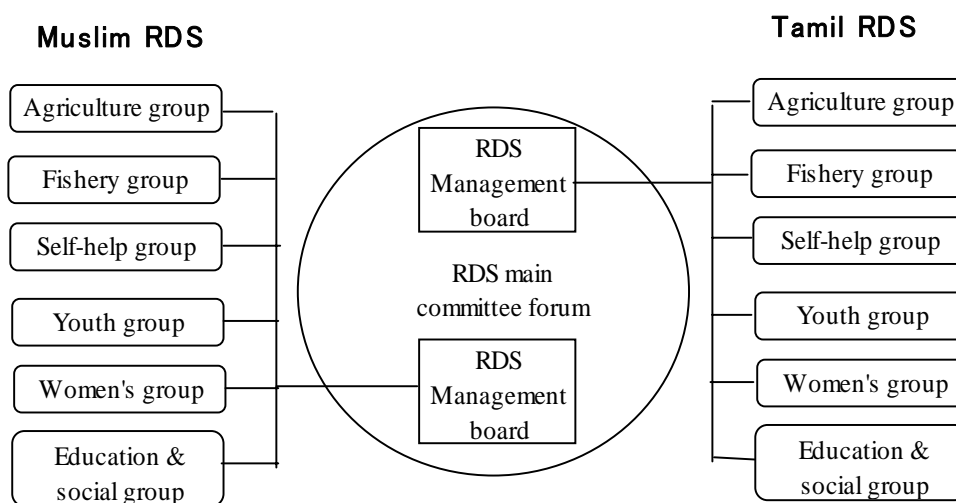 Muslim RDS
Agriculture group
Fishery group
Self-help group
Youth group
Women's group
Education &
social group
RDS
Management
board
RDS main
committee forum
RDS
Management
board
Tamil RDS
Agriculture group
Fishery group
Self-help group
Youth group
Women's group
Education &
social group